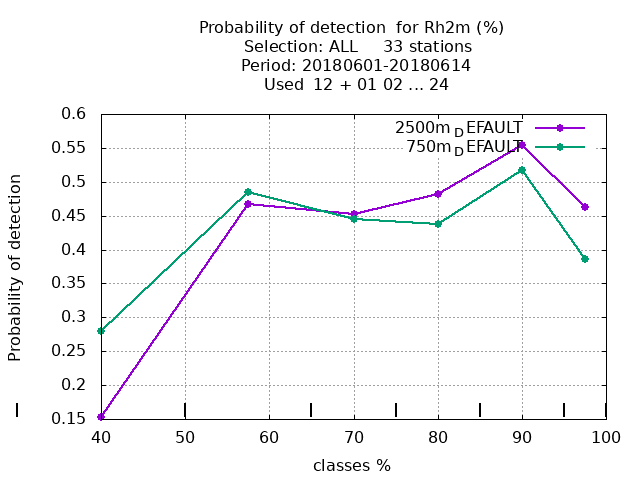 Probability of detection  for Rh2m (%)
Selection: ALL     33 stations
Period: 20180601-20180614
Used  12 + 01 02 ... 24
0.6
0.55
0.5
0.45
0.4
0.35
0.3
0.25
0.2
0.15
Probability of detection
2500m DEFAULT
750m DEFAULT
40 50 60 70 80 90 100
classes %